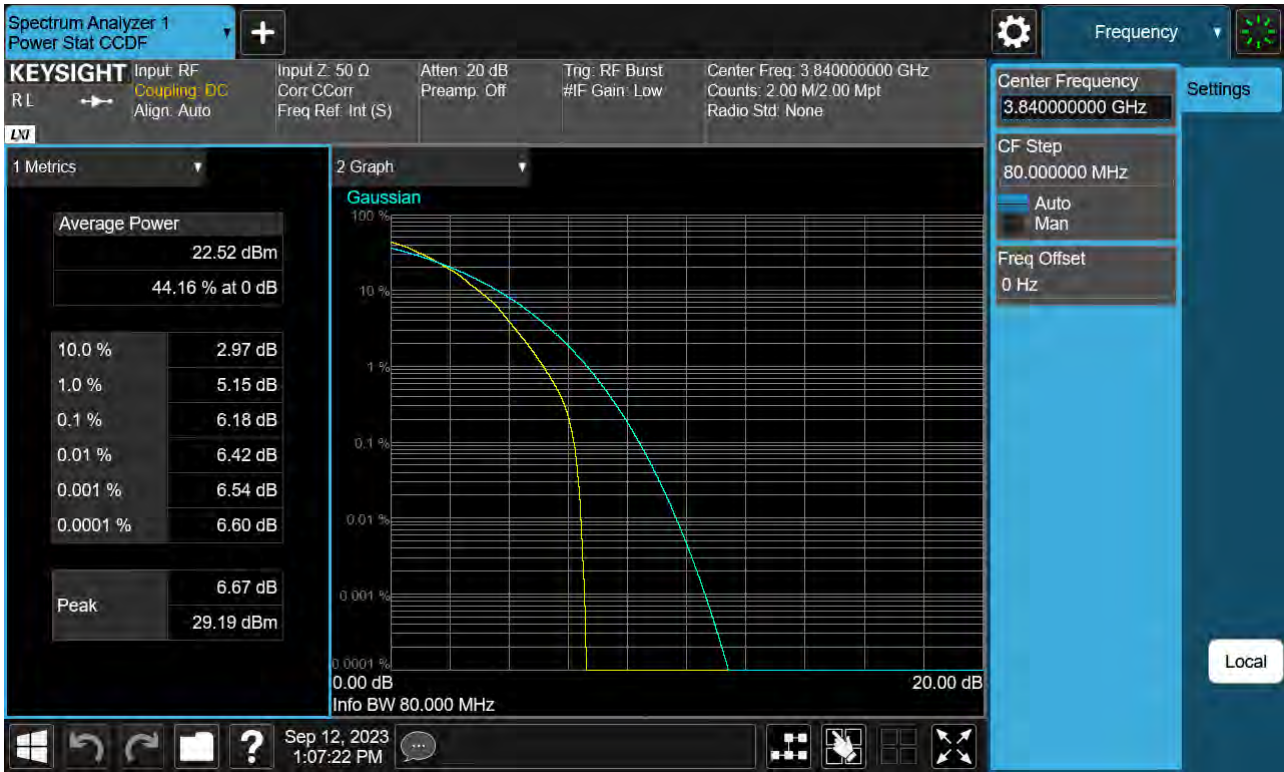 Spectrum Analyzer 1
Power Stat CCDF
Frequency
KEYSIGHT
RL
LXI
Input: RF
Coupling: DC
Align: Auto
Input Z: 50 Ω
Corr CCorr
Freq Ref: Int (S)
Atten: 20 dB
Preamp: Off
Trig: RF Burst
#IF Gain: Low
Center Freq: 3.840000000 GHz
Counts: 2.00 M/2.00 Mpt
Radio Std: None
Center Frequency
3.840000000 GHz
Settings
CF Step
80.000000 MHz
Auto
Man
Freq Offset
0 Hz
1 Metrics
Average Power
22.52 dBm
44.16 % at 0 dB
10.0 % 2.97 dB
1.0 % 5.15 dB
0.1 % 6.18 dB
0.01 % 6.42 dB
0.001 % 6.54 dB
0.0001 % 6.60 dB
Peak
6.67 dB
29.19 dBm
2 Graph
Gaussian
100 %
10 %
1 %
0.1 %
0.01 %
0.001 %
0.0001 %
0.00 dB 20.00 dB
Info BW 80.000 MHz
Local
?
Sep 12, 2023
1:07:22 PM